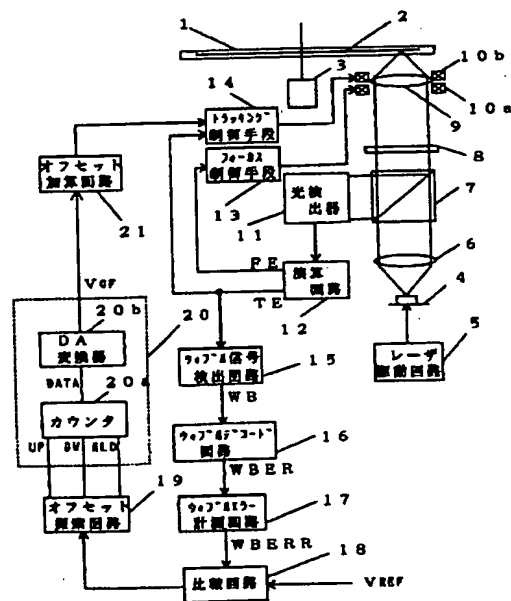 1
2
10b
14
3
10a
トラッキング
制御手段
9
8
オフセット
加算回路
フォーカス
制御手段
光検
出器
7
21
13
11
6
FE
演算
回路
VOF
TE
4
20b
20
12
DA
変換器
ウォブル信号
検出回路
15
5
レーザ
駆動回路
DATA
20a
WB
カウンタ
ウォブルデコード
回路
16
UP
DW
HLD
WBER
19
ウォブルエラー
計測回路
17
オフセット
探索回路
WBERR
18
比較回路
VREF